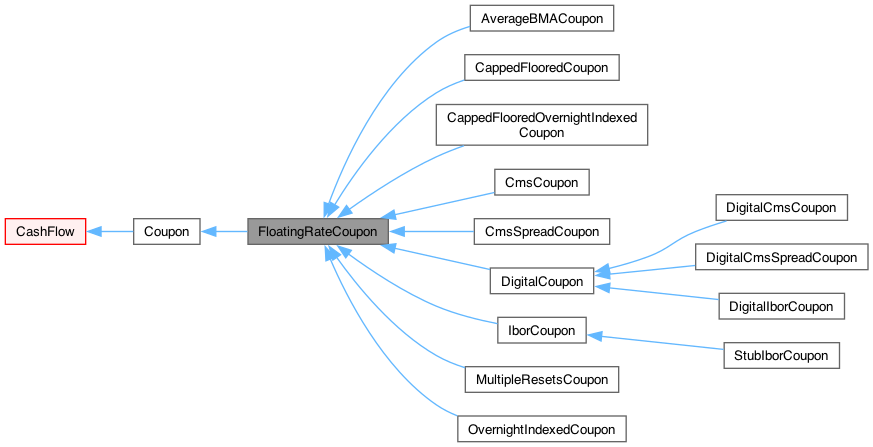 AverageBMACoupon
CappedFlooredCoupon
CappedFlooredOvernightIndexed
Coupon
CmsCoupon
DigitalCmsCoupon
CashFlow
Coupon
FloatingRateCoupon
CmsSpreadCoupon
DigitalCmsSpreadCoupon
DigitalCoupon
DigitalIborCoupon
IborCoupon
StubIborCoupon
MultipleResetsCoupon
OvernightIndexedCoupon